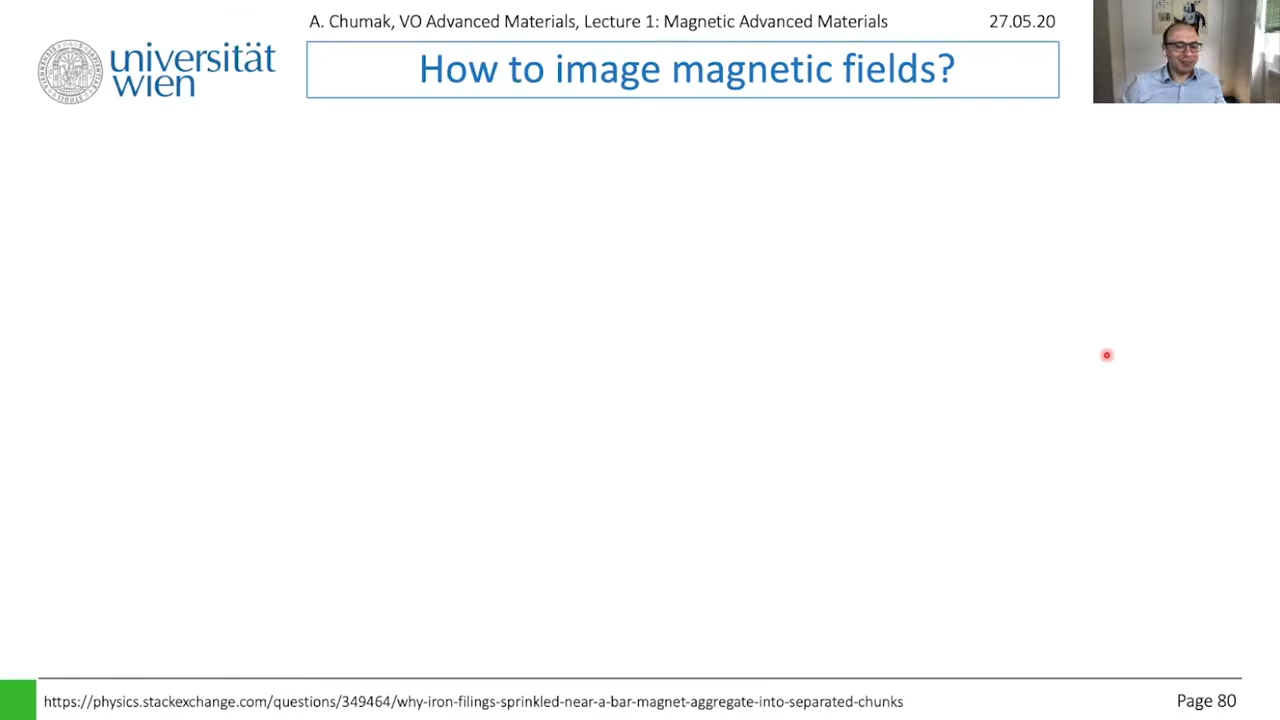 A. Chumak, VO Advanced Materials, Lecture 1: Magnetic Advanced Materials 27.05.20
universität
wien
How to image magnetic fields?
https://physics.stackexchange.com/questions/349464/why-iron-filings-sprinkled-near-a-bar-magnet-aggregate-into-separated-chunks Page 80